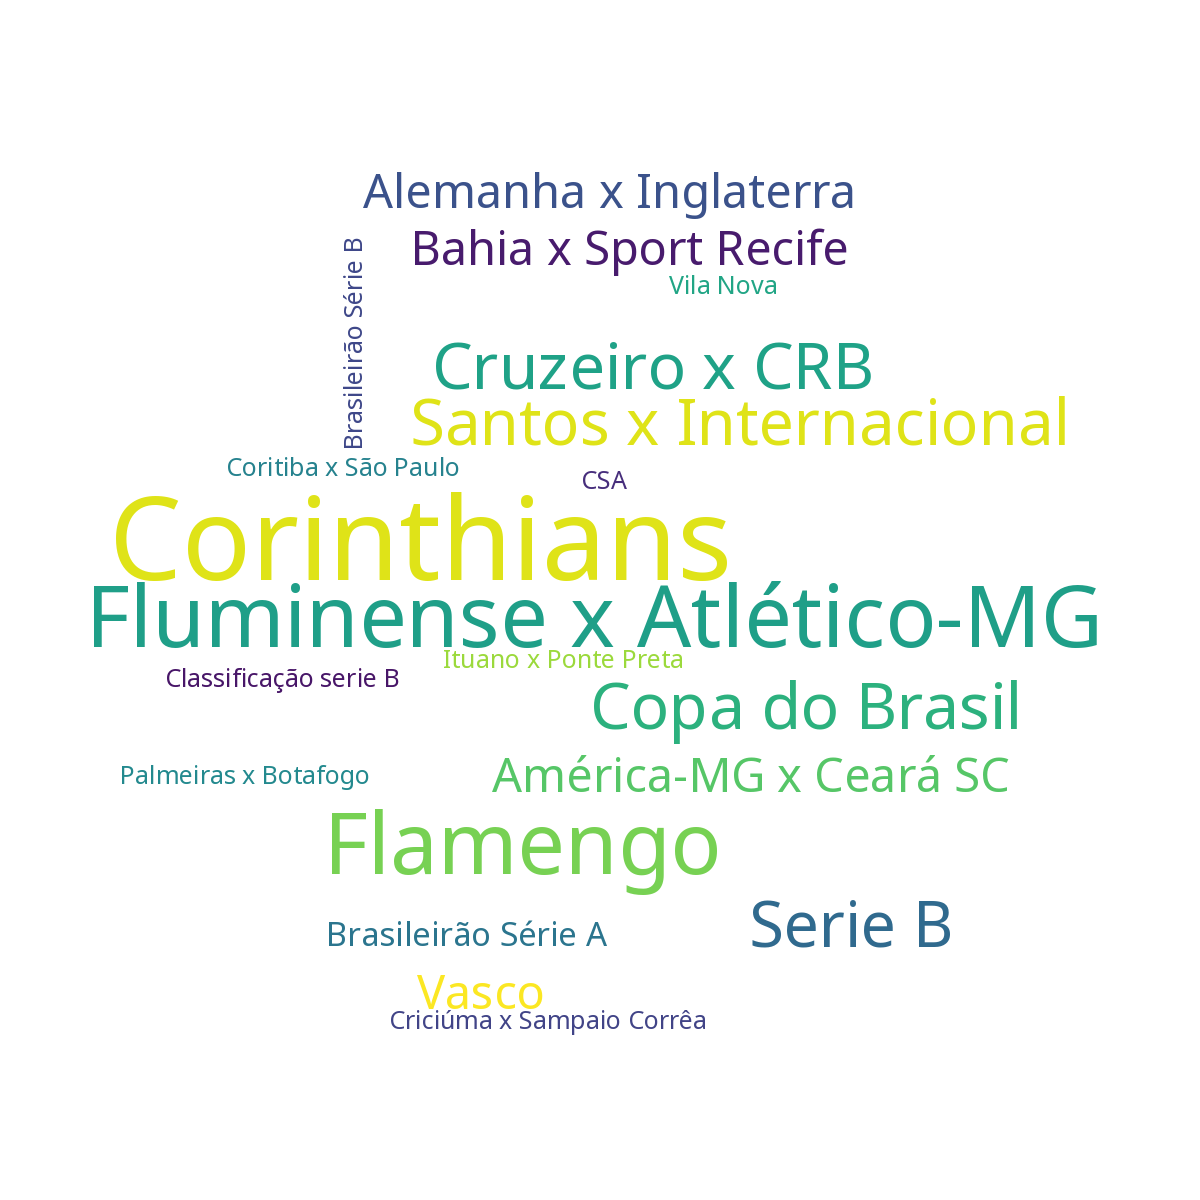 Alemanha x Inglaterra
Bahia x Sport Recife
Brasileirão Série B
Vila Nova
Cruzeiro x CRB
Santos x Internacional
Coritiba x São Paulo
CSA
Corinthians
Fluminense x Atlético-MG
Ituano x Ponte Preta
Classificação serie B
Copa do Brasil
Palmeiras x Botafogo
América-MG x Ceará SC
Flamengo
Serie B
Brasileirão Série A
Vasco
Criciúma x Sampaio Corrêa